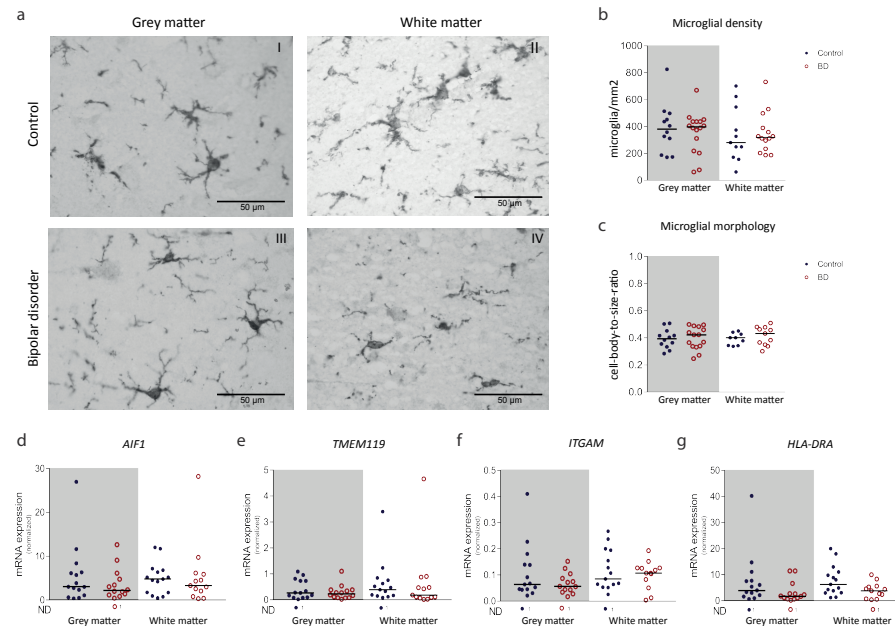 a
Grey matter
White matter
Control
I
50 µm
II
50 µm
Bipolar disorder
III
50 µm
IV
50 µm
b
Microglial density
microglia/mm2
1000
800
600
400
200
0
Grey matter
White matter
Control
BD
c
Microglial morphology
cell-body-to-size-ratio
1.0
0.8
0.6
0.4
0.2
0.0
Grey matter
White matter
Control
BD
d
AIF1
mRNA expression
(normalized)
30
20
10
0
ND
Grey matter
White matter
e
TMEM119
mRNA expression
(normalized)
5
4
3
2
1
0
ND
Grey matter
White matter
f
ITGAM
mRNA expression
(normalized)
0.5
0.4
0.3
0.2
0.1
0.0
ND
Grey matter
White matter
g
HLA-DRA
mRNA expression
(normalized)
50
40
30
20
10
0
ND
Grey matter
White matter